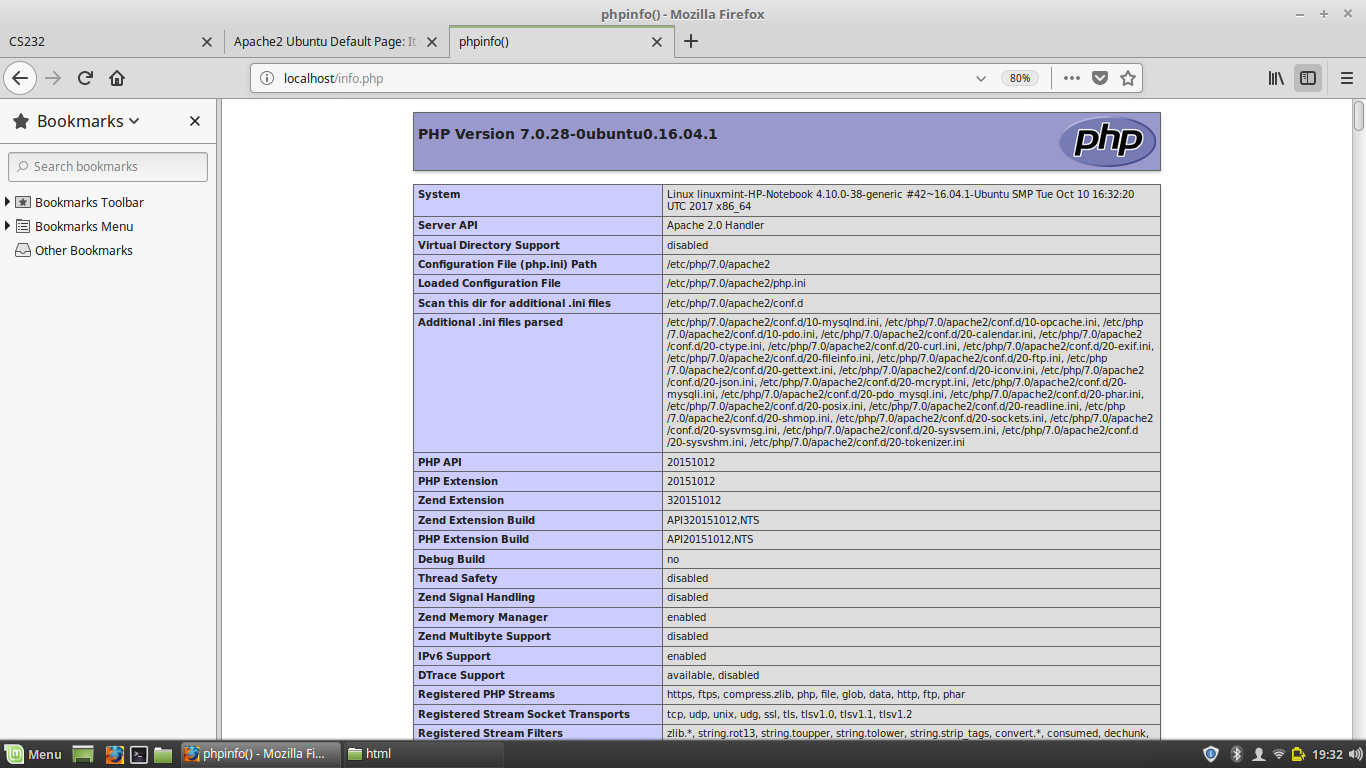 phpinfo() - Mozilla Firefox
CS232
Apache2 Ubuntu Default Page: It
phpinfo()
localhost/info.php
80%
Bookmarks
Search bookmarks
Bookmarks Toolbar
Bookmarks Menu
Other Bookmarks
PHP Version 7.0.28-0ubuntu0.16.04.1
php
System
Linux linuxmint-HP-Notebook 4.10.0-38-generic #42~16.04.1-Ubuntu SMP Tue Oct 10 16:32:20
UTC 2017 x86_64
Server API
Apache 2.0 Handler
Virtual Directory Support
disabled
Configuration File (php.ini) Path
/etc/php/7.0/apache2
Loaded Configuration File
/etc/php/7.0/apache2/php.ini
Scan this dir for additional .ini files
/etc/php/7.0/apache2/conf.d
Additional .ini files parsed
/etc/php/7.0/apache2/conf.d/10-mysqlnd.ini, /etc/php/7.0/apache2/conf.d/10-opcache.ini, /etc/php
/7.0/apache2/conf.d/10-pdo.ini, /etc/php/7.0/apache2/conf.d/20-calendar.ini, /etc/php/7.0/apache2
/conf.d/20-ctype.ini, /etc/php/7.0/apache2/conf.d/20-curl.ini, /etc/php/7.0/apache2/conf.d/20-exif.ini,
/etc/php/7.0/apache2/conf.d/20-fileinfo.ini, /etc/php/7.0/apache2/conf.d/20-ftp.ini, /etc/php
/7.0/apache2/conf.d/20-gettext.ini, /etc/php/7.0/apache2/conf.d/20-iconv.ini, /etc/php/7.0/apache2
/conf.d/20-json.ini, /etc/php/7.0/apache2/conf.d/20-mcrypt.ini, /etc/php/7.0/apache2/conf.d/20-
mysqli.ini, /etc/php/7.0/apache2/conf.d/20-pdo_mysql.ini, /etc/php/7.0/apache2/conf.d/20-phar.ini,
/etc/php/7.0/apache2/conf.d/20-posix.ini, /etc/php/7.0/apache2/conf.d/20-readline.ini, /etc/php
/7.0/apache2/conf.d/20-shmop.ini, /etc/php/7.0/apache2/conf.d/20-sockets.ini, /etc/php/7.0/apache2
/conf.d/20-sysvmsg.ini, /etc/php/7.0/apache2/conf.d/20-sysvsem.ini, /etc/php/7.0/apache2/conf.d
/20-sysvshm.ini, /etc/php/7.0/apache2/conf.d/20-tokenizer.ini
PHP API
20151012
PHP Extension
20151012
Zend Extension
320151012
Zend Extension Build
API320151012,NTS
PHP Extension Build
API20151012,NTS
Debug Build
no
Thread Safety
disabled
Zend Signal Handling
disabled
Zend Memory Manager
enabled
Zend Multibyte Support
disabled
IPv6 Support
enabled
DTrace Support
available, disabled
Registered PHP Streams
https, ftps, compress.zlib, php, file, glob, data, http, ftp, phar
Registered Stream Socket Transports
tcp, udp, unix, udg, ssl, tls, tlsv1.0, tlsv1.1, tlsv1.2
Registered Stream Filters
zlib.*, string.rot13, string.toupper, string.tolower, string.strip_tags, convert.*, consumed, dechunk,
Menu
phpinfo() - Mozilla Fi...
html
19:32